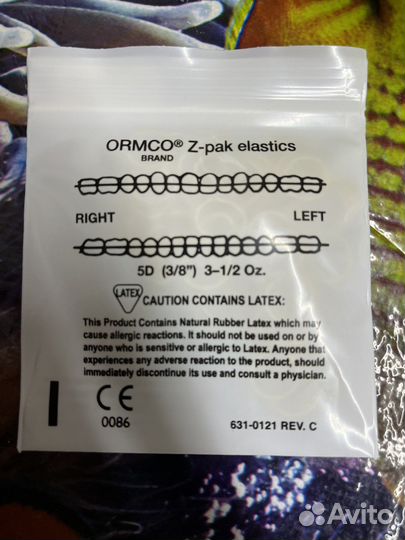 ORMCO® Z-pak elastics
BRAND
RIGHT LEFT
5D (3/8") 3-1/2 Oz.
LATEX CAUTION CONTAINS LATEX:
This Product Contains Natural Rubber Latex which may
cause allergic reactions. It should not be used on or by
anyone who is sensitive or allergic to Latex. Anyone that
experiences any adverse reaction to the product, should
immediately discontinue its use and consult a physician.
CE
0086
631-0121 REV. C
Avito